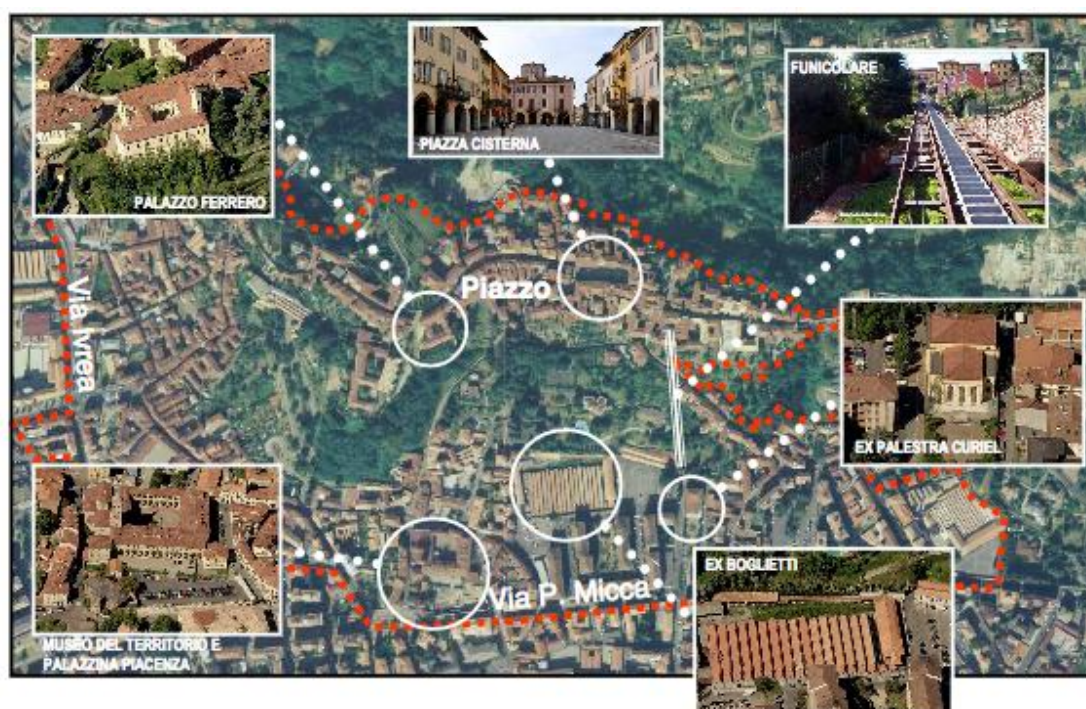 PALAZZO FERRERO
PIAZZA CISTERNA
FUNICOLARE
Piazzo
Via Ivrea
EX PALESTRA CURIEL
Via P. Micca
EX BOGLIETTI
MUSEO DEL TERRITORIO E
PALAZZINA PIACENZA